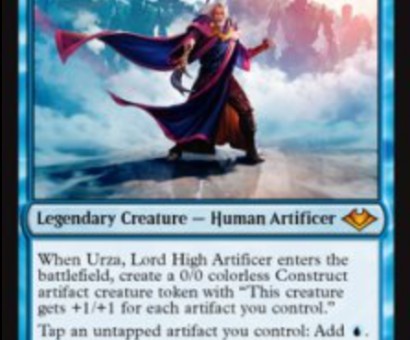 Legendary Creature — Human Artificer
When Urza, Lord High Artificer enters the
battlefield, create a 0/0 colorless Construct
artifact creature token with “This creature
gets +1/+1 for each artifact you control.”
Tap an untapped artifact you control: Add .